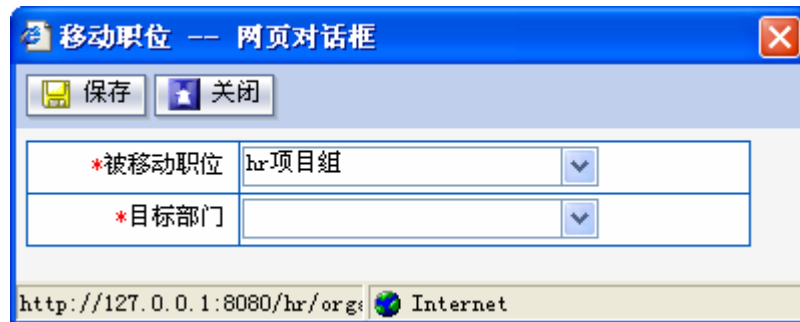 移动职位 -- 网页对话框
保存 关闭
*被移动职位 hr项目组
*目标部门
http://127.0.0.1:8080/hr/org Internet